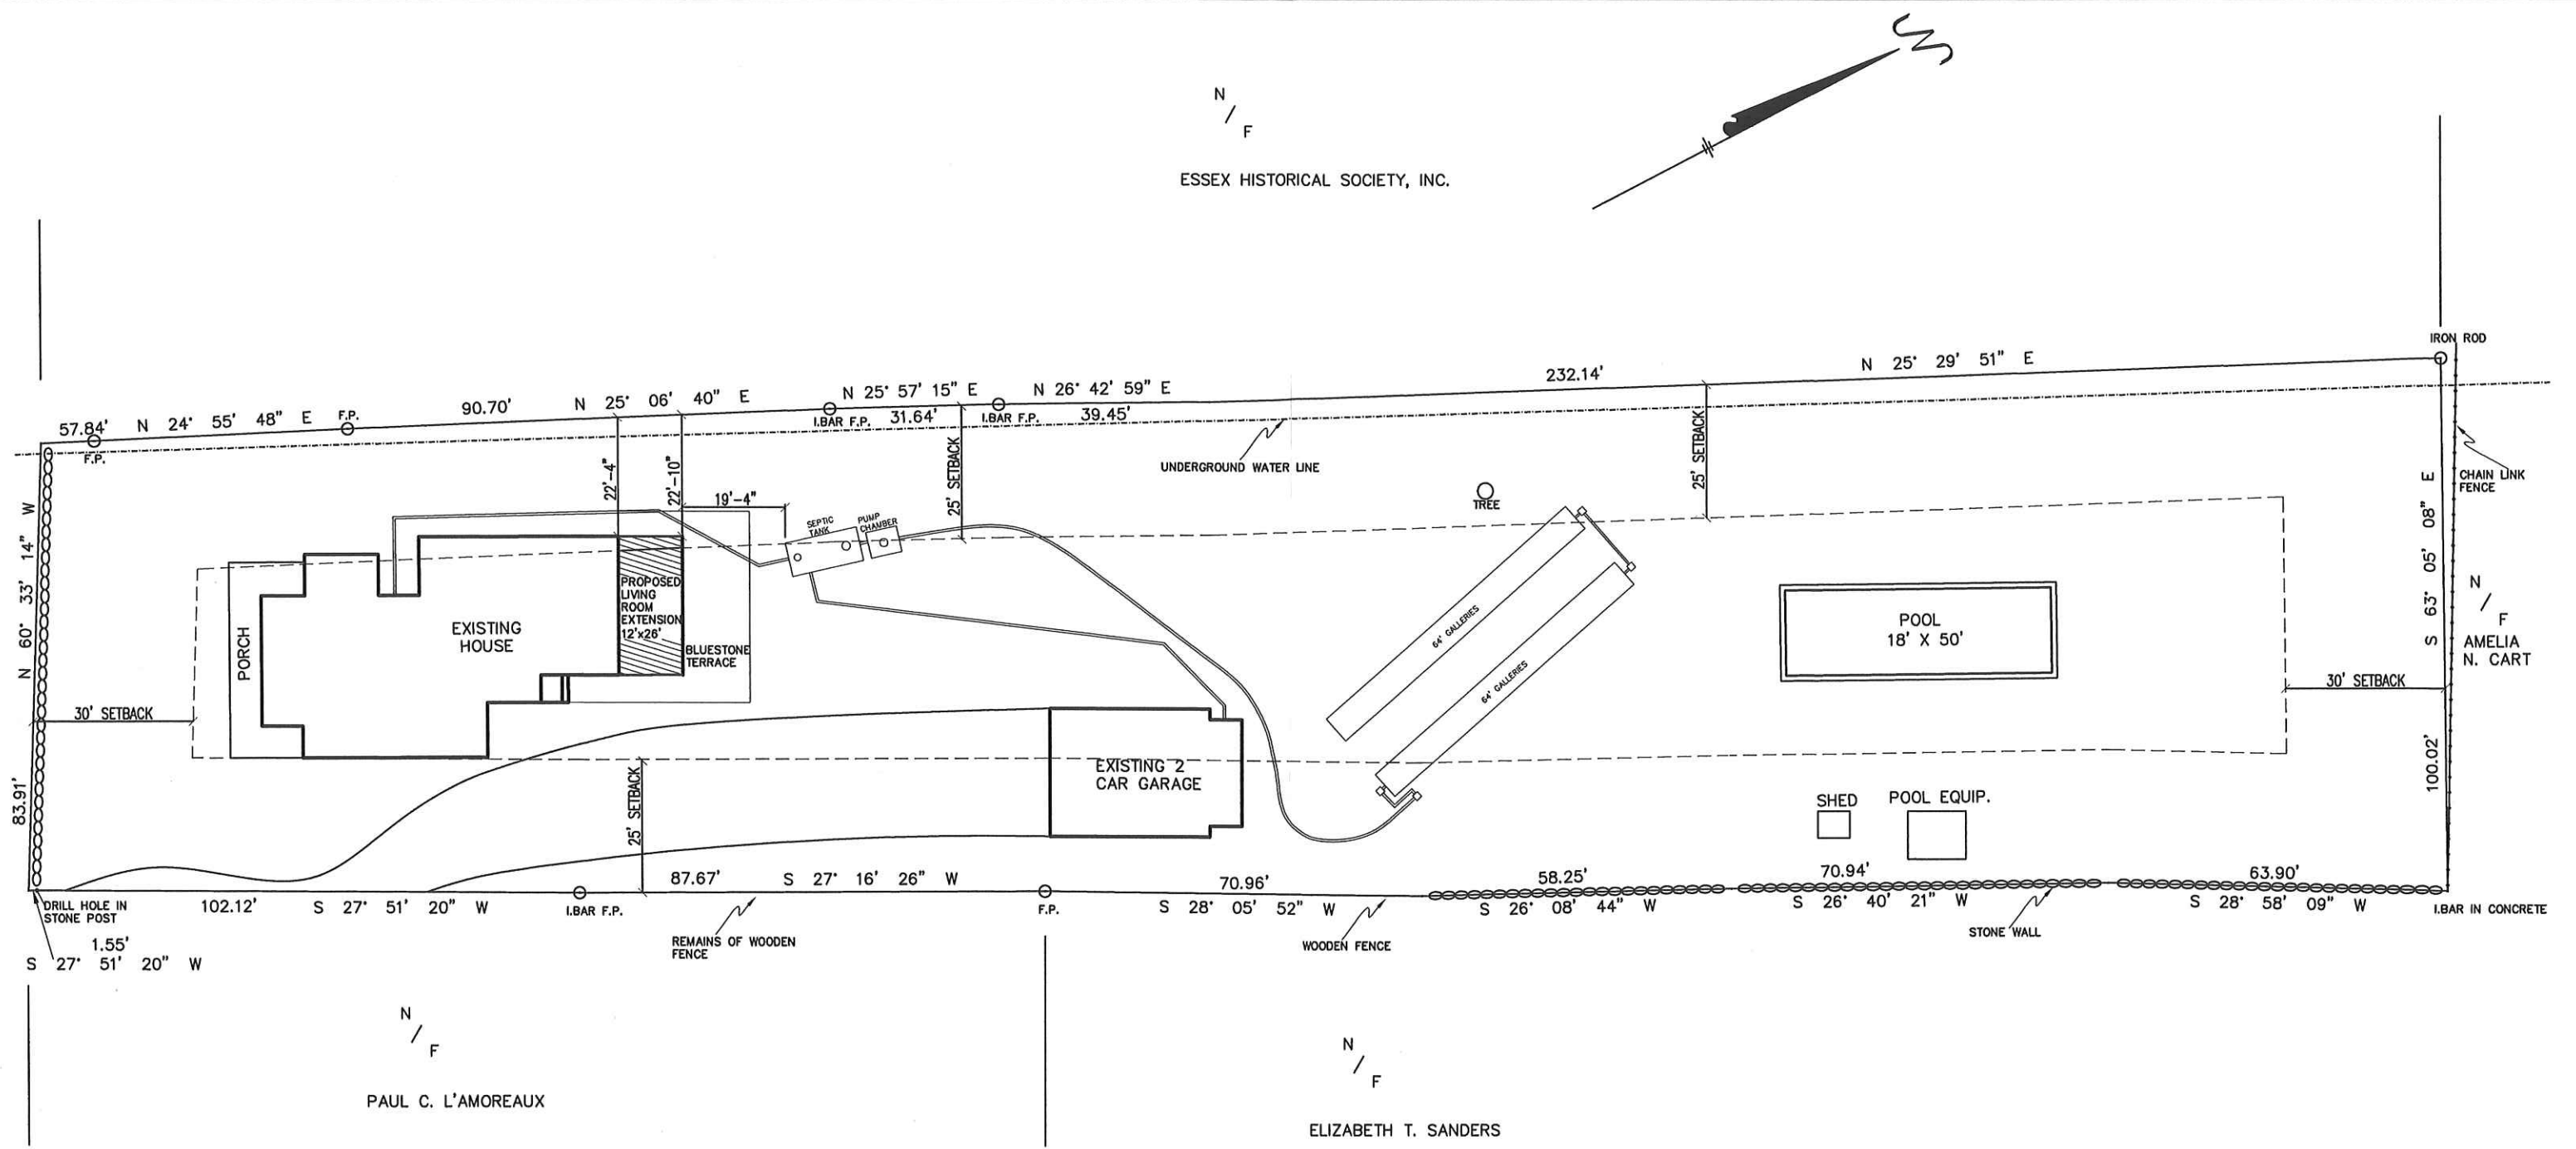 N
/
F
ESSEX HISTORICAL SOCIETY, INC.
IRON ROD
N 25° 29' 51" E
232.14'
N 26° 42' 59" E
39.45'
N 25° 57' 15" E
31.64'
I.BAR F.P.
I.BAR F.P.
N 25° 06' 40" E
90.70'
F.P.
57.84'
N 24° 55' 48" E
F.P.
UNDERGROUND WATER LINE
25' SETBACK
25' SETBACK
22'-4"
22'-10"
19'-4"
SEPTIC
TANK
PUMP
CHAMBER
TREE
CHAIN LINK
FENCE
N 60° 33' 14" W
83.91'
PORCH
EXISTING
HOUSE
PROPOSED
LIVING
ROOM
EXTENSION
12'x26'
BLUESTONE
TERRACE
64' GALLERIES
64' GALLERIES
POOL
18' X 50'
S 63° 05' 08" E
100.02'
N
/
F
AMELIA
N. CART
30' SETBACK
30' SETBACK
25' SETBACK
EXISTING 2
CAR GARAGE
SHED
POOL EQUIP.
DRILL HOLE IN
STONE POST
1.55'
S 27° 51' 20" W
102.12'
S 27° 51' 20" W
I.BAR F.P.
87.67'
S 27° 16' 26" W
REMAINS OF WOODEN
FENCE
F.P.
70.96'
S 28° 05' 52" W
WOODEN FENCE
58.25'
S 26° 08' 44" W
70.94'
S 26° 40' 21" W
STONE WALL
63.90'
S 28° 58' 09" W
I.BAR IN CONCRETE
N
/
F
PAUL C. L'AMOREAUX
N
/
F
ELIZABETH T. SANDERS